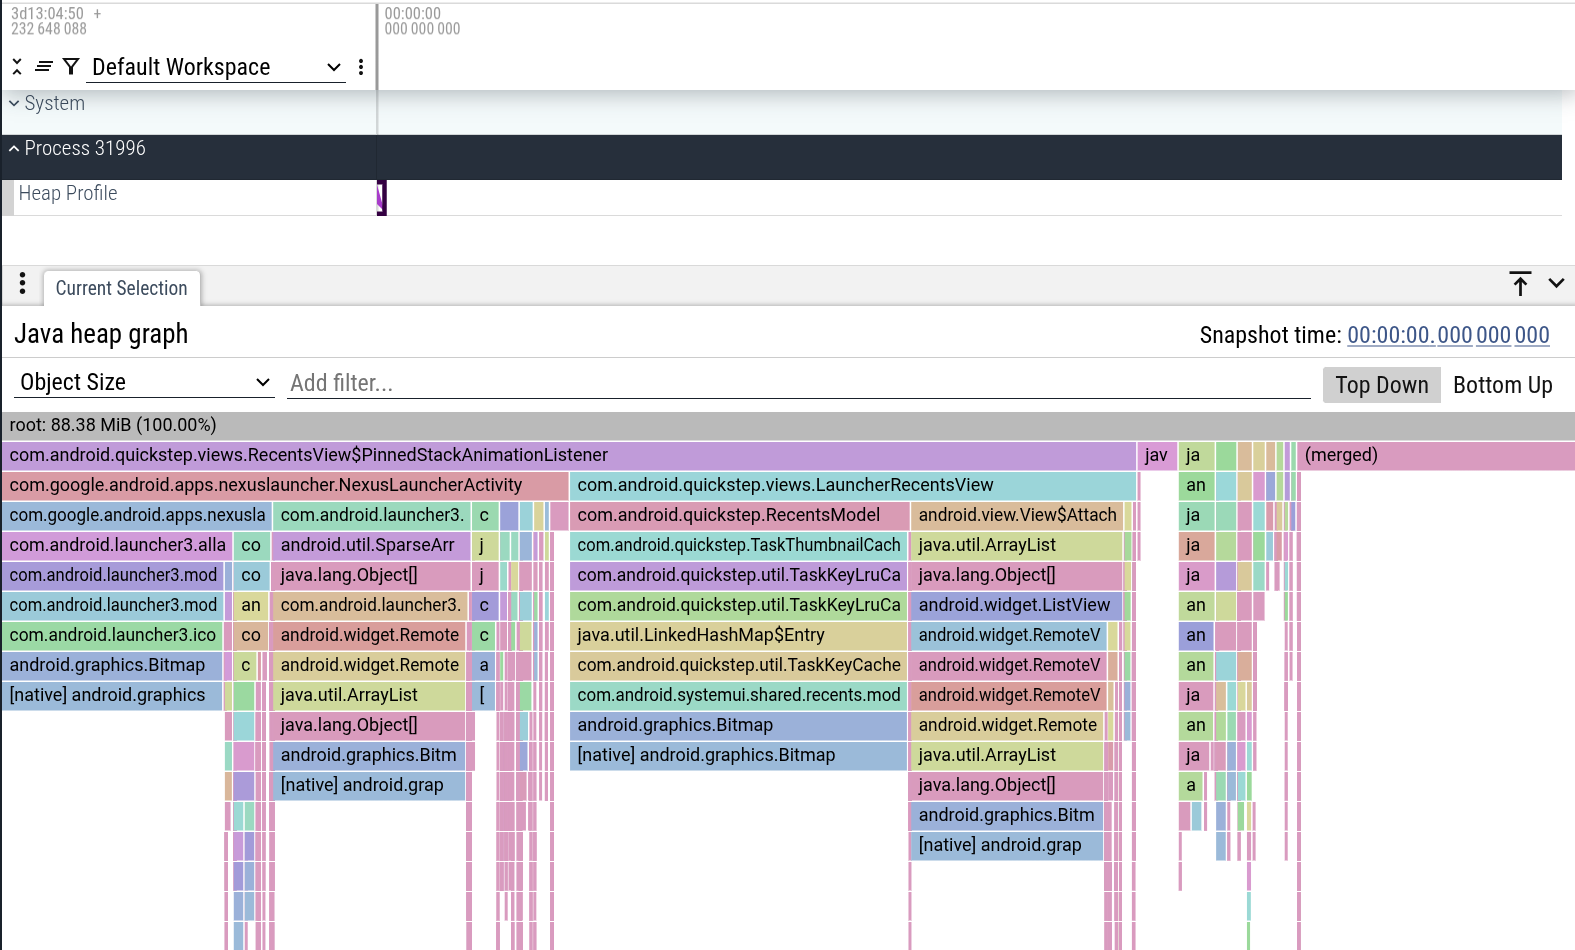 3d13:04:50 +
232 648 088
00:00:00
000 000 000
Default Workspace
System
Process 31996
Heap Profile
Current Selection
Java heap graph
Snapshot time: 00:00:00.000 000 000
Object Size
Add filter...
Top Down Bottom Up
root: 88.38 MiB (100.00%)
com.android.quickstep.views.RecentsView$PinnedStackAnimationListener jav ja (merged)
com.google.android.apps.nexuslauncher.NexusLauncherActivity com.android.quickstep.views.LauncherRecentsView an
com.google.android.apps.nexusla com.android.launcher3. c com.android.quickstep.RecentsModel android.view.View$Attach ja
com.android.launcher3.alla co android.util.SparseArr j com.android.quickstep.TaskThumbnailCach java.util.ArrayList ja
com.android.launcher3.mod co java.lang.Object[] j com.android.quickstep.util.TaskKeyLruCa java.lang.Object[] ja
com.android.launcher3.mod an com.android.launcher3. c com.android.quickstep.util.TaskKeyLruCa android.widget.ListView an
com.android.launcher3.ico co android.widget.Remote c java.util.LinkedHashMap$Entry android.widget.RemoteV an
android.graphics.Bitmap c android.widget.Remote a com.android.quickstep.util.TaskKeyCache android.widget.RemoteV an
[native] android.graphics java.util.ArrayList [ com.android.systemui.shared.recents.mod android.widget.RemoteV ja
java.lang.Object[] android.graphics.Bitmap android.widget.Remote an
android.graphics.Bitm [native] android.graphics.Bitmap java.util.ArrayList ja
[native] android.grap java.lang.Object[] a
android.graphics.Bitm
[native] android.grap